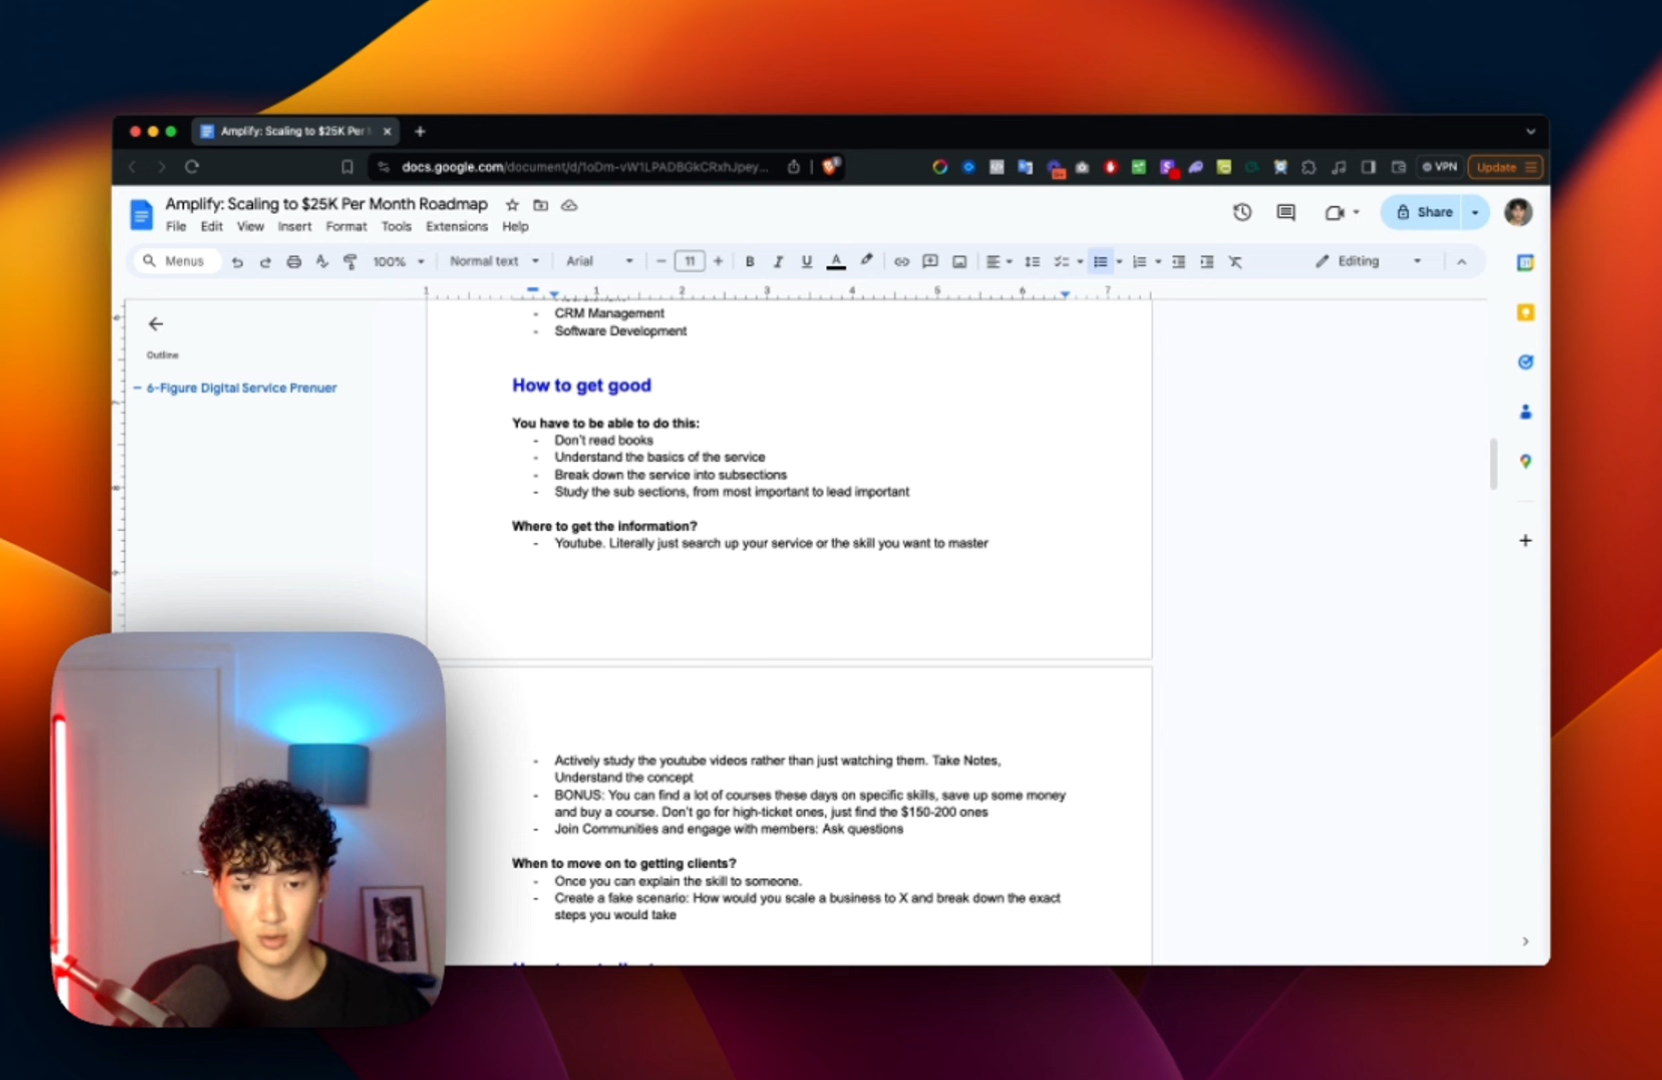 Amplify: Scaling to $25K Per M
docs.google.com/document/d/1oDm-vW1LPADBGkCRxhJpey...
VPN
Update
Amplify: Scaling to $25K Per Month Roadmap
File Edit View Insert Format Tools Extensions Help
Share
Menus
100%
Normal text
Arial
11
Editing
1 1 2 3 4 5 6 7
Outline
6-Figure Digital Service Prenuer
- CRM Management
- Software Development
How to get good
You have to be able to do this:
- Don't read books
- Understand the basics of the service
- Break down the service into subsections
- Study the sub sections, from most important to lead important
Where to get the information?
- Youtube. Literally just search up your service or the skill you want to master
- Actively study the youtube videos rather than just watching them. Take Notes,
Understand the concept
- BONUS: You can find a lot of courses these days on specific skills, save up some money
and buy a course. Don't go for high-ticket ones, just find the $150-200 ones
- Join Communities and engage with members: Ask questions
When to move on to getting clients?
- Once you can explain the skill to someone.
- Create a fake scenario: How would you scale a business to X and break down the exact
steps you would take